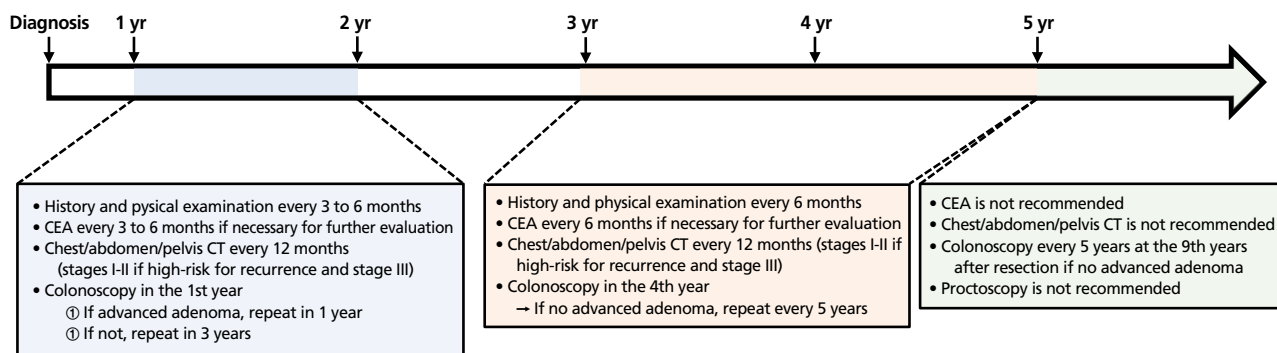 Diagnosis 1 yr 2 yr 3 yr 4 yr 5 yr
• History and pysical examination every 3 to 6 months
• CEA every 3 to 6 months if necessary for further evaluation
• Chest/abdomen/pelvis CT every 12 months
(stages I-II if high-risk for recurrence and stage III)
• Colonoscopy in the 1st year
① If advanced adenoma, repeat in 1 year
① If not, repeat in 3 years
• History and physical examination every 6 months
• CEA every 6 months if necessary for further evaluation
• Chest/abdomen/pelvis CT every 12 months (stages I-II if
high-risk for recurrence and stage III)
• Colonoscopy in the 4th year
→ If no advanced adenoma, repeat every 5 years
• CEA is not recommended
• Chest/abdomen/pelvis CT is not recommended
• Colonoscopy every 5 years at the 9th years
after resection if no advanced adenoma
• Proctoscopy is not recommended